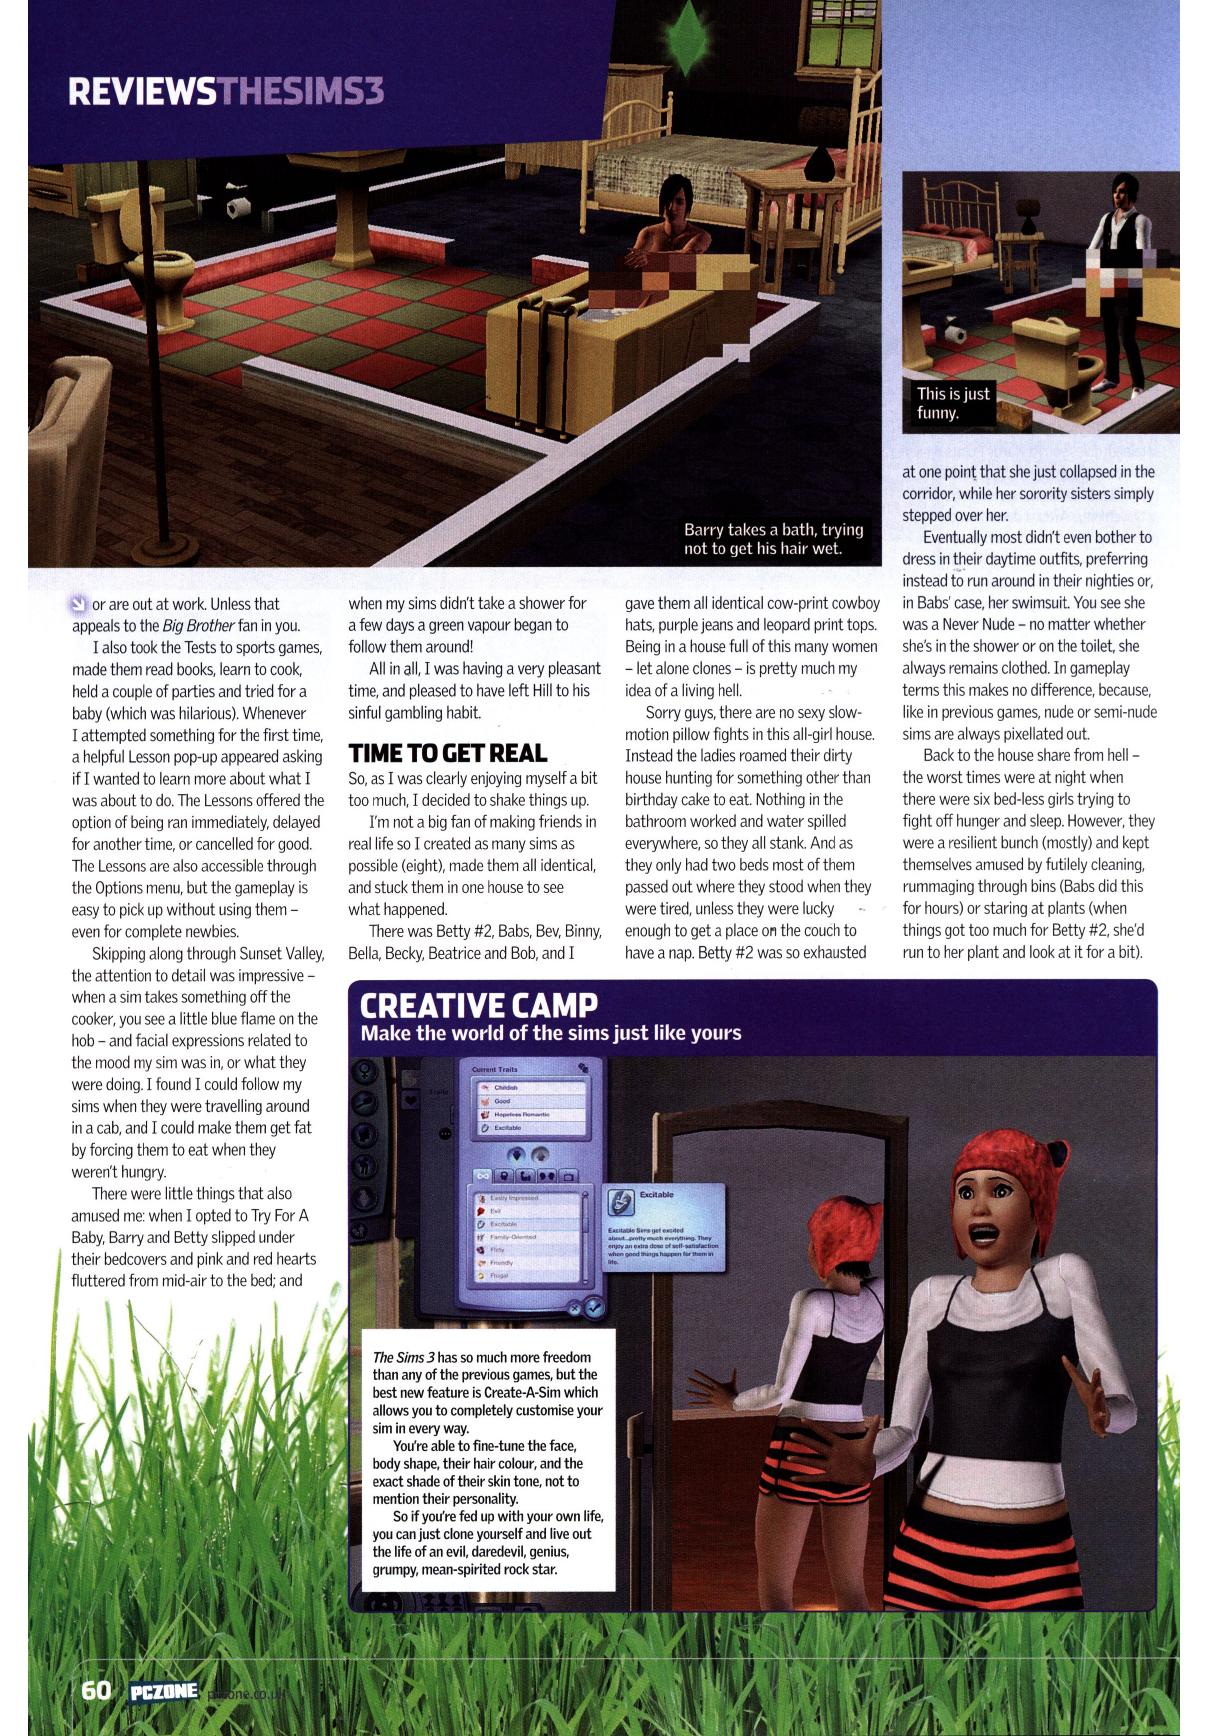 REVIEWSTHESIMS3
Barry takes a bath, trying
not to get his hair wet.
This is just
funny.
or are out at work. Unless that
appeals to the Big Brother fan in you.
I also took the Tests to sports games,
made them read books, learn to cook,
held a couple of parties and tried for a
baby (which was hilarious). Whenever
I attempted something for the first time,
a helpful Lesson pop-up appeared asking
if I wanted to learn more about what I
was about to do. The Lessons offered the
option of being ran immediately, delayed
for another time, or cancelled for good.
The Lessons are also accessible through
the Options menu, but the gameplay is
easy to pick up without using them –
even for complete newbies.
Skipping along through Sunset Valley,
the attention to detail was impressive –
when a sim takes something off the
cooker, you see a little blue flame on the
hob – and facial expressions related to
the mood my sim was in, or what they
were doing. I found I could follow my
sims when they were travelling around
in a cab, and I could make them get fat
by forcing them to eat when they
weren't hungry.
There were little things that also
amused me: when I opted to Try For A
Baby, Barry and Betty slipped under
their bedcovers and pink and red hearts
fluttered from mid-air to the bed; and
when my sims didn't take a shower for
a few days a green vapour began to
follow them around!
All in all, I was having a very pleasant
time, and pleased to have left Hill to his
sinful gambling habit.
TIME TO GET REAL
So, as I was clearly enjoying myself a bit
too much, I decided to shake things up.
I'm not a big fan of making friends in
real life so I created as many sims as
possible (eight), made them all identical,
and stuck them in one house to see
what happened.
There was Betty #2, Babs, Bev, Binny,
Bella, Becky, Beatrice and Bob, and I
gave them all identical cow-print cowboy
hats, purple jeans and leopard print tops.
Being in a house full of this many women
– let alone clones – is pretty much my
idea of a living hell.
Sorry guys, there are no sexy slow-
motion pillow fights in this all-girl house.
Instead the ladies roamed their dirty
house hunting for something other than
birthday cake to eat. Nothing in the
bathroom worked and water spilled
everywhere, so they all stank. And as
they only had two beds most of them
passed out where they stood when they
were tired, unless they were lucky
enough to get a place on the couch to
have a nap. Betty #2 was so exhausted
at one point that she just collapsed in the
corridor, while her sorority sisters simply
stepped over her.
Eventually most didn't even bother to
dress in their daytime outfits, preferring
instead to run around in their nighties or,
in Babs' case, her swimsuit. You see she
was a Never Nude – no matter whether
she's in the shower or on the toilet, she
always remains clothed. In gameplay
terms this makes no difference, because,
like in previous games, nude or semi-nude
sims are always pixellated out.
Back to the house share from hell –
the worst times were at night when
there were six bed-less girls trying to
fight off hunger and sleep. However, they
were a resilient bunch (mostly) and kept
themselves amused by futilely cleaning,
rummaging through bins (Babs did this
for hours) or staring at plants (when
things got too much for Betty #2, she'd
run to her plant and look at it for a bit).
CREATIVE CAMP
Make the world of the sims just like yours
Traits
Current Traits
Childish
Good
Hopeless Romantic
Excitable
Easily Impressed
Evil
Excitable
Family-Oriented
Flirty
Friendly
Frugal
Excitable
Excitable Sims get excited
about...pretty much everything. They
enjoy an extra dose of self-satisfaction
when good things happen for them in
life.
The Sims 3 has so much more freedom
than any of the previous games, but the
best new feature is Create-A-Sim which
allows you to completely customise your
sim in every way.
You're able to fine-tune the face,
body shape, their hair colour, and the
exact shade of their skin tone, not to
mention their personality.
So if you're fed up with your own life,
you can just clone yourself and live out
the life of an evil, daredevil, genius,
grumpy, mean-spirited rock star.
60 PCZONE pczone.co.uk